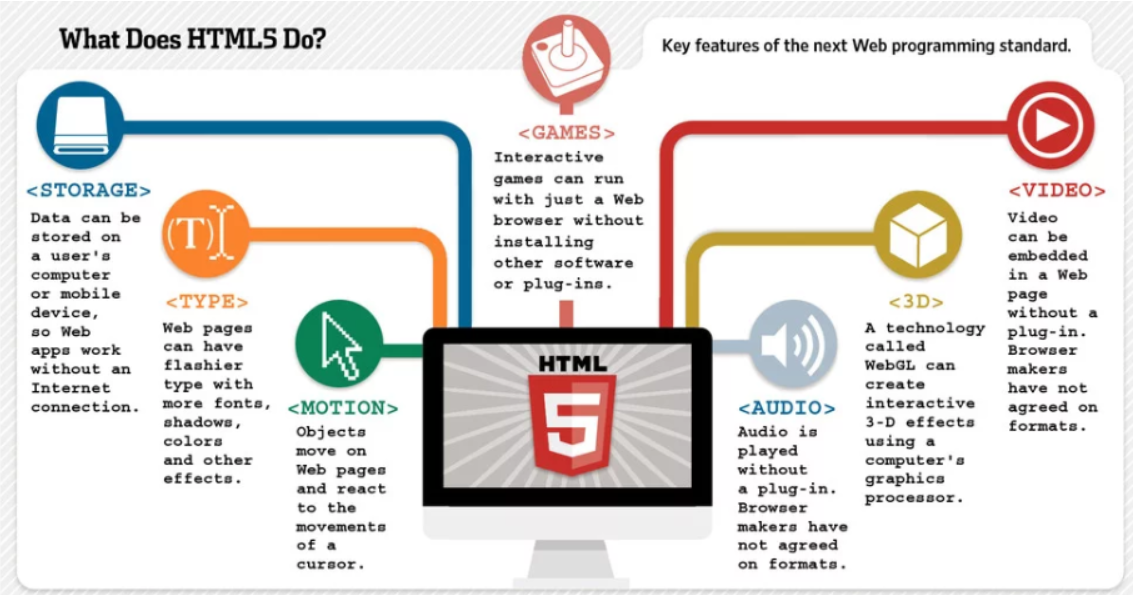 What Does HTML5 Do?
Key features of the next Web programming standard.
<STORAGE>
Data can be
stored on
a user's
computer
or mobile
device,
so Web
apps work
without an
Internet
connection.
(T)
<TYPE>
Web pages
can have
flashier
type with
more fonts,
shadows,
colors
and other
effects.
<MOTION>
Objects
move on
Web pages
and react
to the
movements
of a
cursor.
<GAMES>
Interactive
games can run
with just a Web
browser without
installing
other software
or plug-ins.
HTML
5
<AUDIO>
Audio is
played
without
a plug-in.
Browser
makers have
not agreed
on formats.
<3D>
A technology
called
WebGL can
create
interactive
3-D effects
using a
computer's
graphics
processor.
<VIDEO>
Video
can be
embedded
in a Web
page
without a
plug-in.
Browser
makers
have not
agreed on
formats.